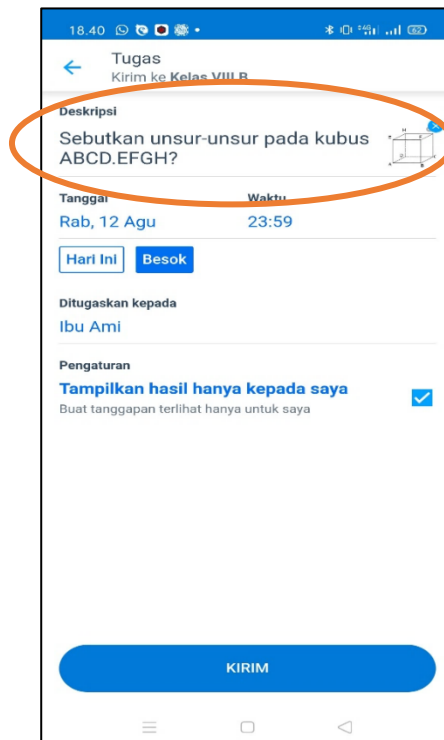 18.40
Tugas
Kirim ke Kelas VIII B
Deskripsi
Sebutkan unsur-unsur pada kubus
ABCD.EFGH?
Tanggal Waktu
Rab, 12 Agu 23:59
Hari Ini Besok
Ditugaskan kepada
Ibu Ami
Pengaturan
Tampilkan hasil hanya kepada saya
Buat tanggapan terlihat hanya untuk saya
KIRIM